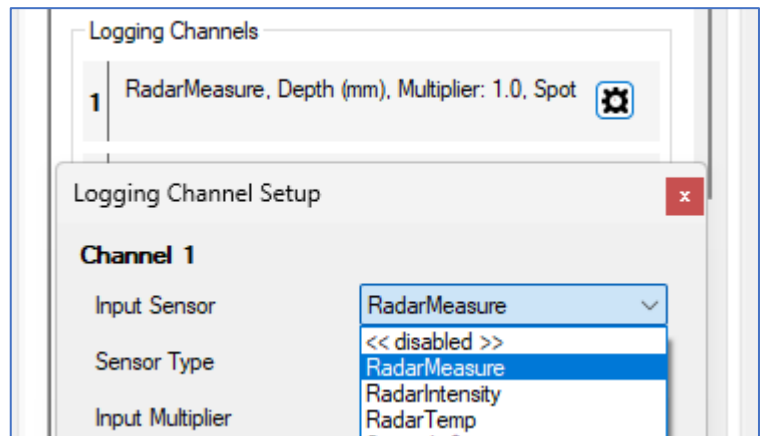 Logging Channels
1 RadarMeasure, Depth (mm), Multiplier: 1.0, Spot
Logging Channel Setup
x
Channel 1
Input Sensor RadarMeasure
<< disabled >>
Sensor Type RadarMeasure
RadarIntensity
Input Multiplier RadarTemp